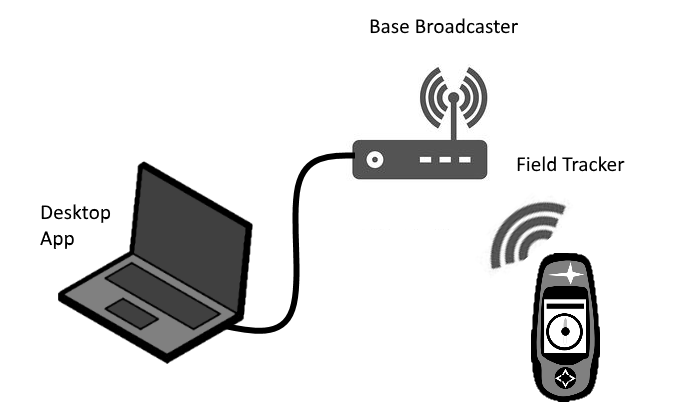 Base Broadcaster
Field Tracker
Desktop
App